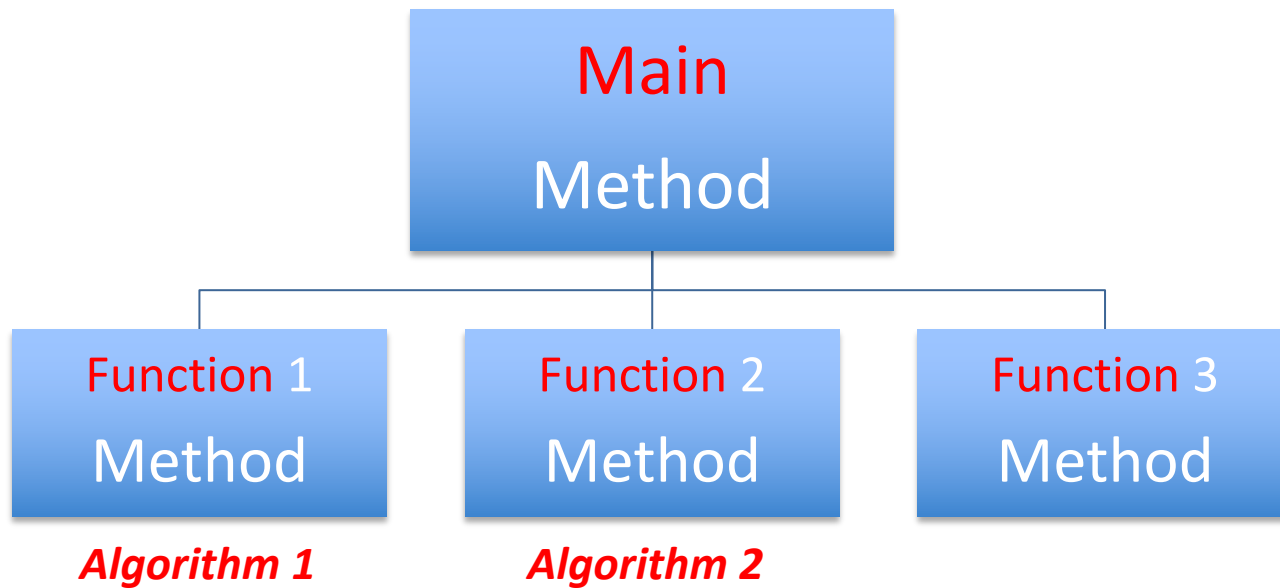 Main
Method
Function 1
Method
Function 2
Method
Function 3
Method
Algorithm 1
Algorithm 2